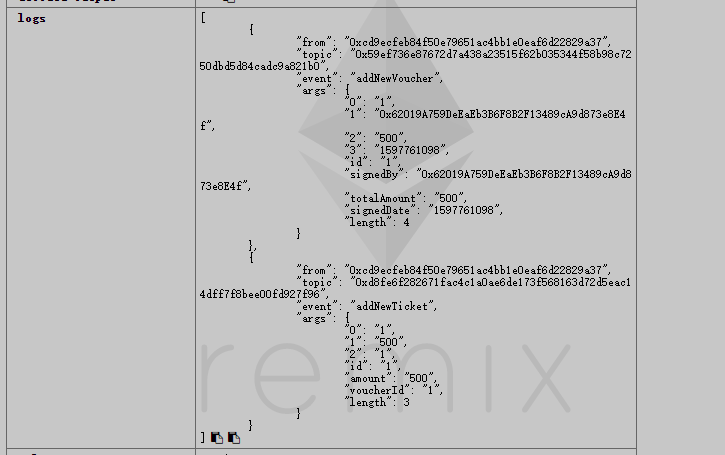 logs
[
{
"from": "0xcd9ecfeb84f50e79651ac4bb1e0eaf6d22829a37",
"topic": "0x59ef736e87672d7a438a23515f62b035344f58b98c72
50dbd5d84cadc9a821b0",
"event": "addNewVoucher",
"args": {
"0": "1",
"1": "0x62019A759DeEaEb3B6F8B2F13489cA9d873e8E4
f",
"2": "500",
"3": "1597761098",
"id": "1",
"signedBy": "0x62019A759DeEaEb3B6F8B2F13489cA9d8
73e8E4f",
"totalAmount": "500",
"signedDate": "1597761098",
"length": 4
}
},
{
"from": "0xcd9ecfeb84f50e79651ac4bb1e0eaf6d22829a37",
"topic": "0xd8fe6f282671fac4c1a0ae6de173f568163d72d5eac1
4dff7f8bee00fd927f96",
"event": "addNewTicket",
"args": {
"0": "1",
"1": "500",
"2": "1",
"id": "1",
"amount": "500",
"voucherId": "1",
"length": 3
}
}
]
remix